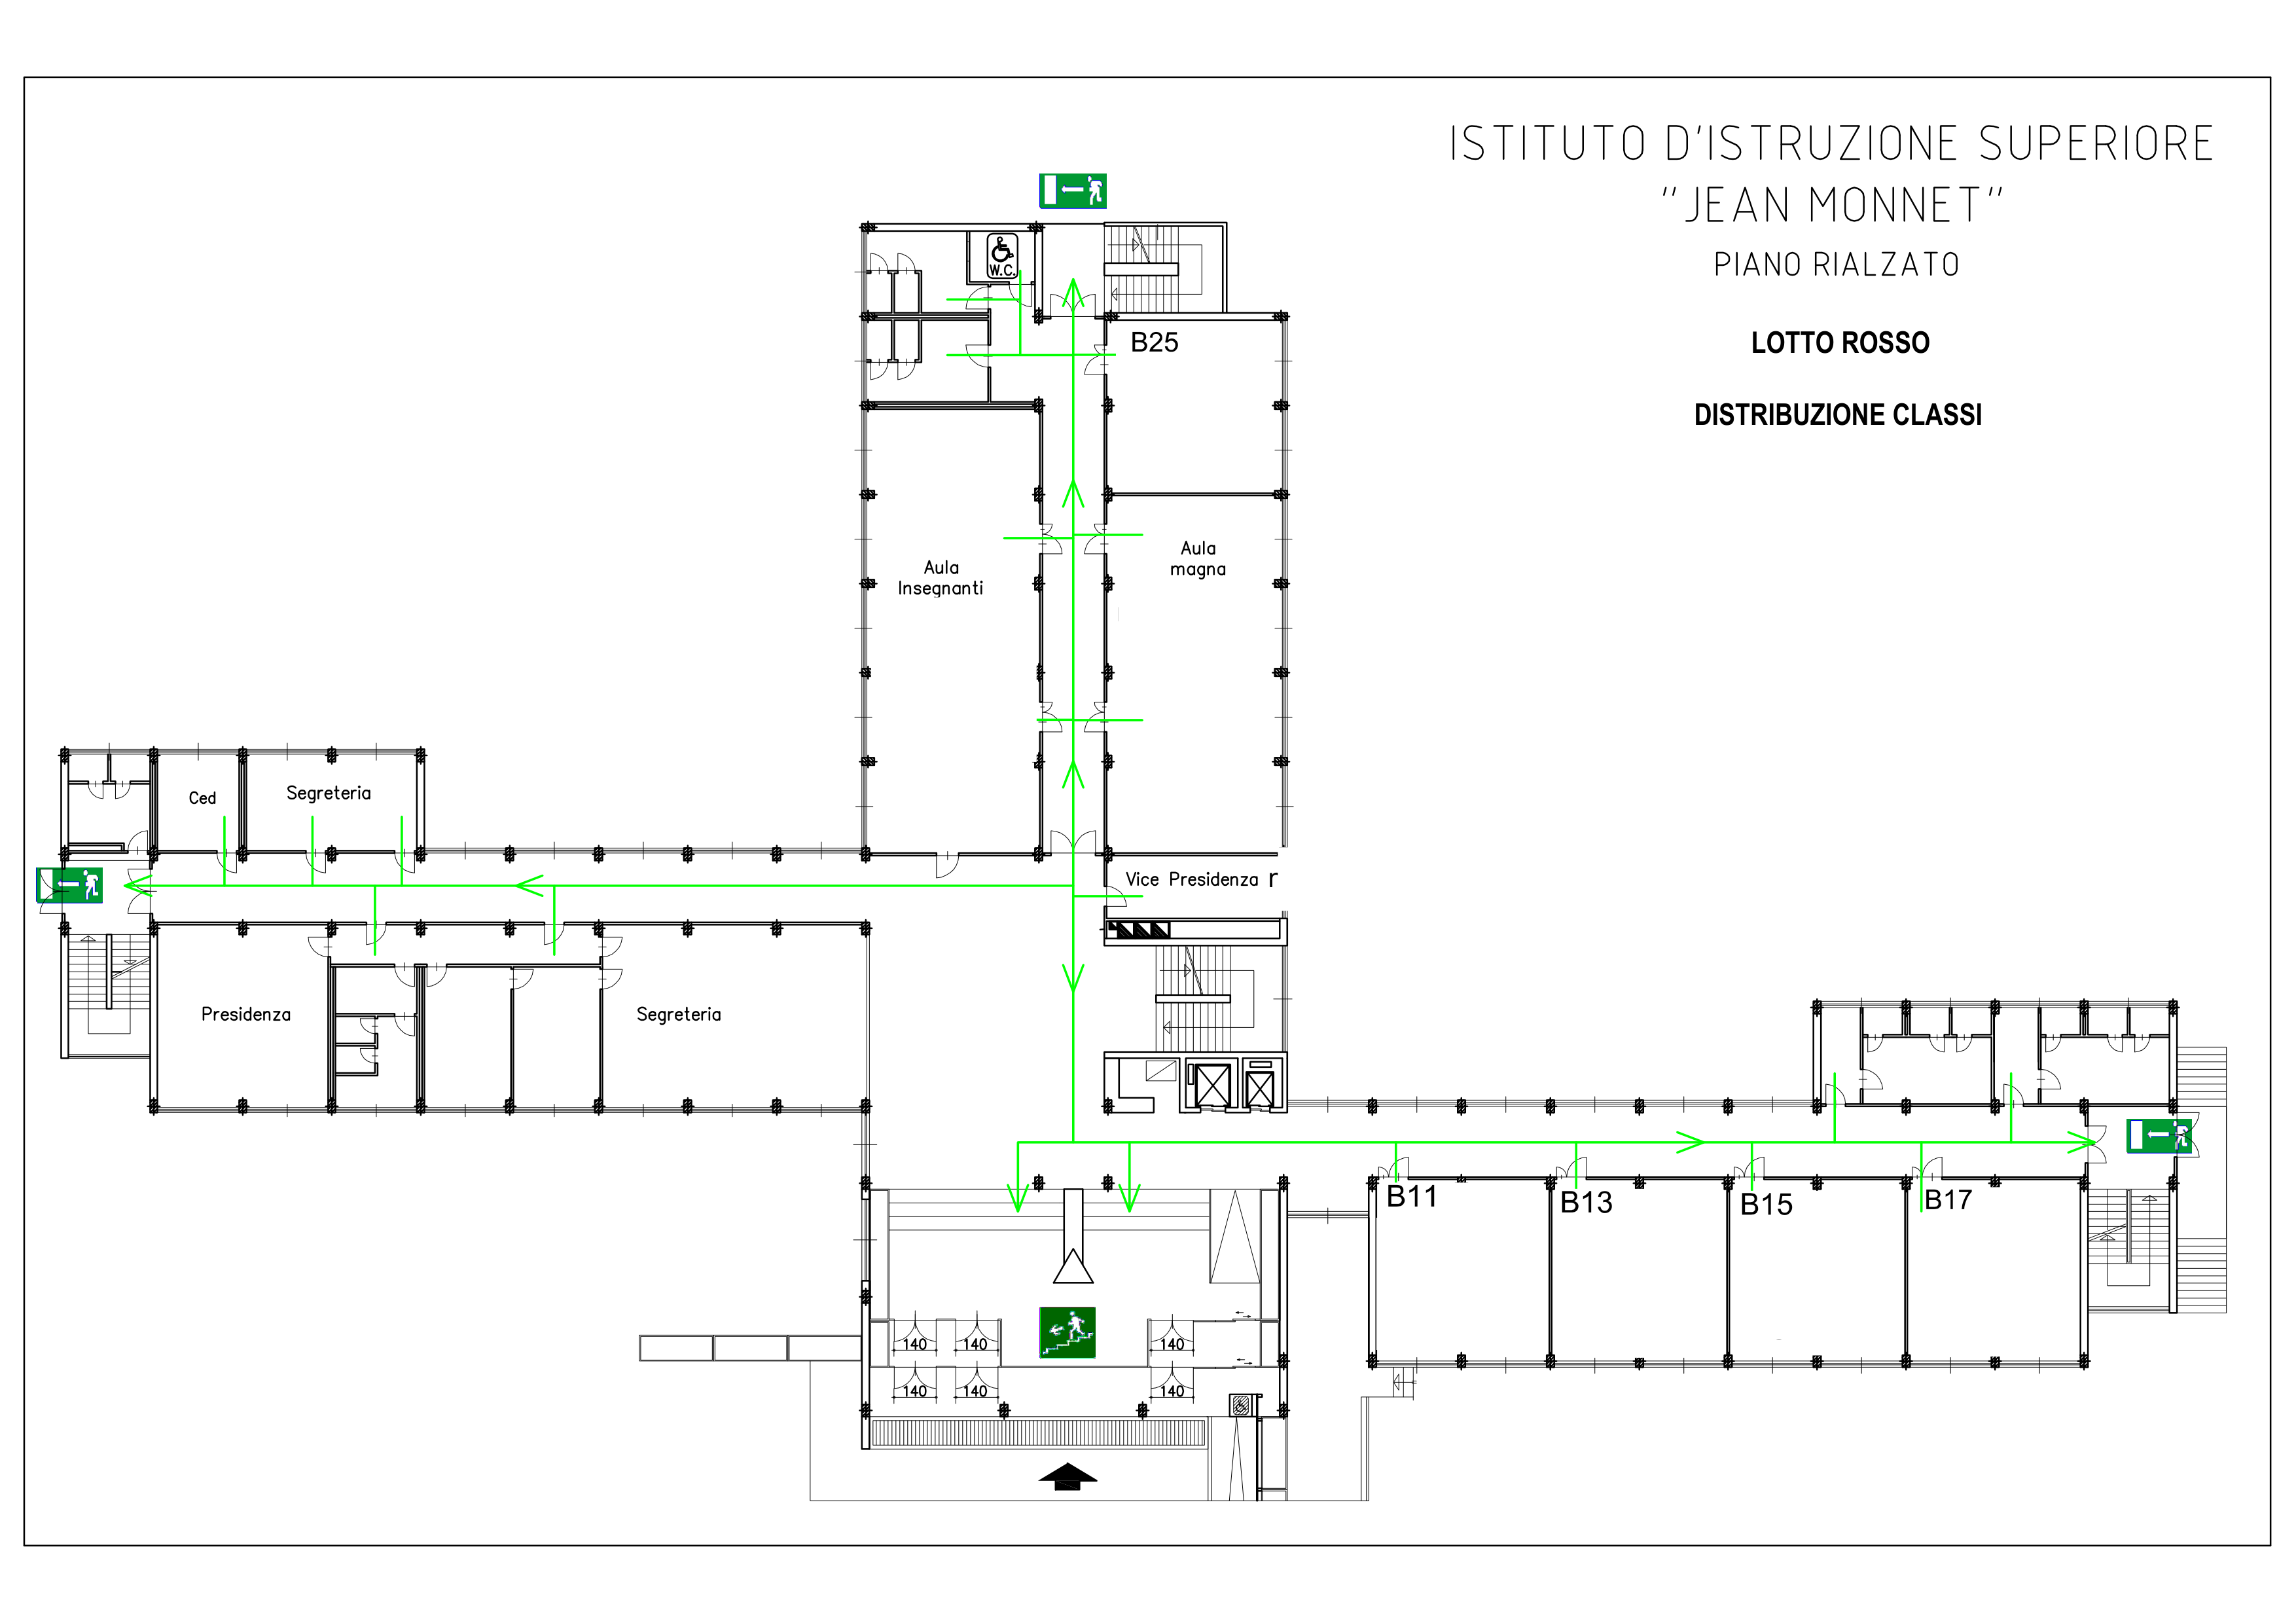 ISTITUTO D'ISTRUZIONE SUPERIORE
"JEAN MONNET"
PIANO RIALZATO
LOTTO ROSSO
DISTRIBUZIONE CLASSI
W.C.
B25
Aula
Insegnanti
Aula
magna
Ced
Segreteria
Vice Presidenza r
Presidenza
Segreteria
B11
B13
B15
B17
140
140
140
140
140
140